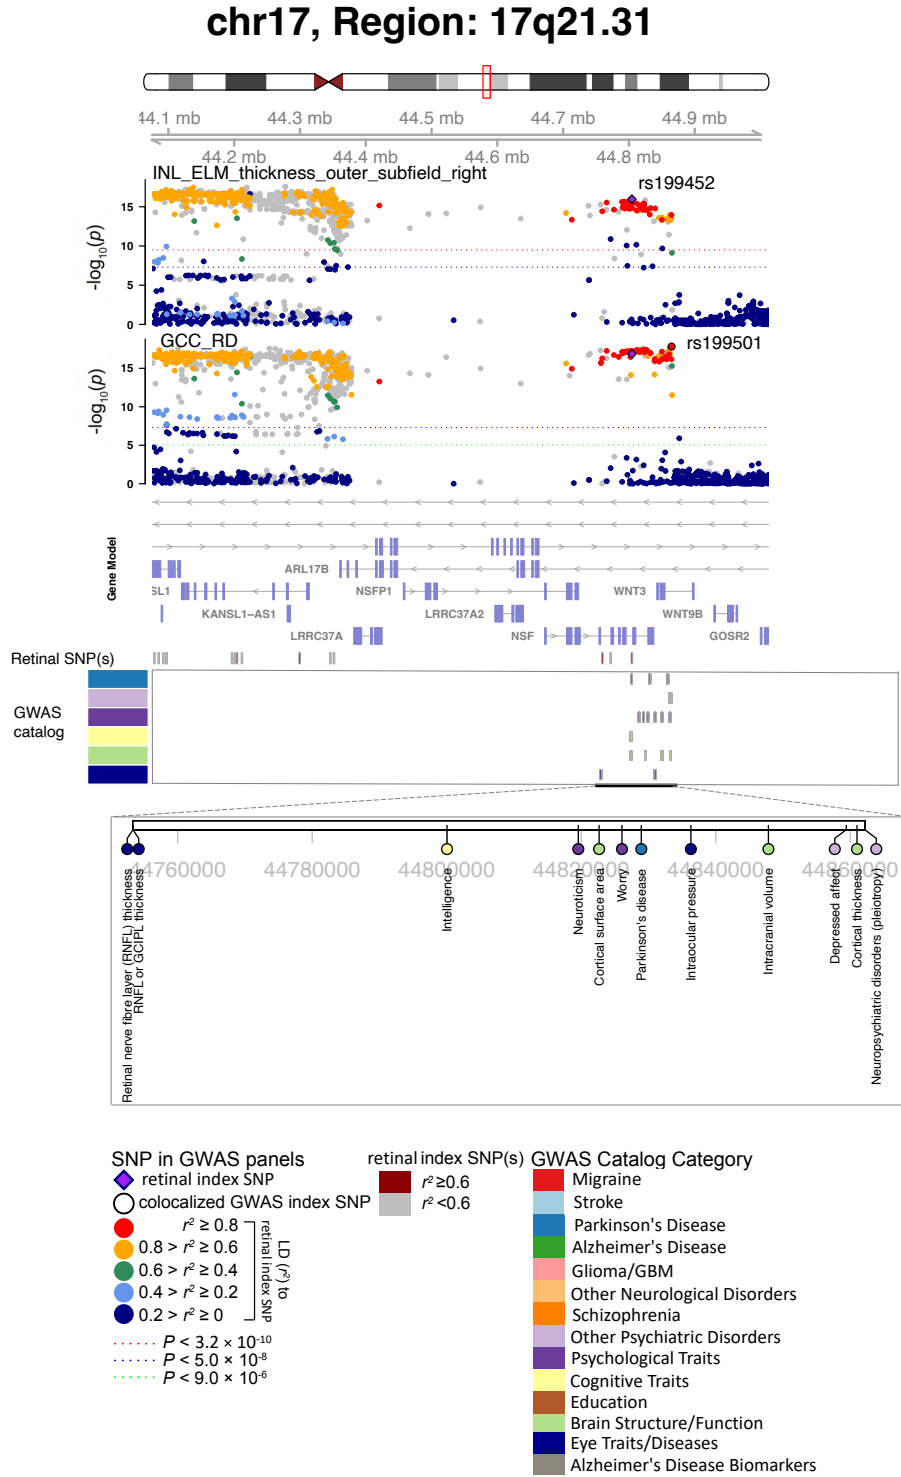 chr17, Region: 17q21.31
44.1 mb 44.3 mb 44.5 mb 44.7 mb 44.9 mb
44.2 mb 44.4 mb 44.6 mb 44.8 mb
INL_ELM_thickness_outer_subfield_right
rs199452
-log10(p)
15
10
5
0
GCC_RD
rs199501
-log10(p)
15
10
5
0
Gene Model
ARL17B
SL1 NSFP1 WNT3
KANSL1-AS1 LRRC37A2 WNT9B
LRRC37A NSF GOSR2
Retinal SNP(s)
GWAS
catalog
44760000 44780000 44800000 44820000 44840000 44860000
Retinal nerve fibre layer (RNFL) thickness
RNFL or GCIPL thickness
Intelligence
Neuroticism
Cortical surface area
Worry
Parkinson's disease
Intraocular pressure
Intracranial volume
Depressed affect
Cortical thickness
Neuropsychiatric disorders (pleiotropy)
SNP in GWAS panels
retinal index SNP
colocalized GWAS index SNP
r² ≥ 0.8
0.8 > r² ≥ 0.6
0.6 > r² ≥ 0.4
0.4 > r² ≥ 0.2
0.2 > r² ≥ 0
LD (r²) to
retinal index SNP
P < 3.2 × 10⁻¹⁰
P < 5.0 × 10⁻⁸
P < 9.0 × 10⁻⁶
retinal index SNP(s)
r² ≥0.6
r² <0.6
GWAS Catalog Category
Migraine
Stroke
Parkinson's Disease
Alzheimer's Disease
Glioma/GBM
Other Neurological Disorders
Schizophrenia
Other Psychiatric Disorders
Psychological Traits
Cognitive Traits
Education
Brain Structure/Function
Eye Traits/Diseases
Alzheimer's Disease Biomarkers